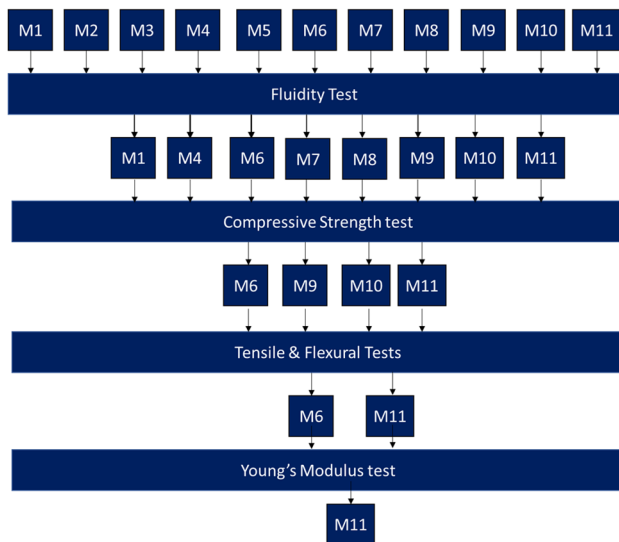 M1 M2 M3 M4 M5 M6 M7 M8 M9 M10 M11
Fluidity Test
M1 M4 M6 M7 M8 M9 M10 M11
Compressive Strength test
M6 M9 M10 M11
Tensile & Flexural Tests
M6 M11
Young's Modulus test
M11